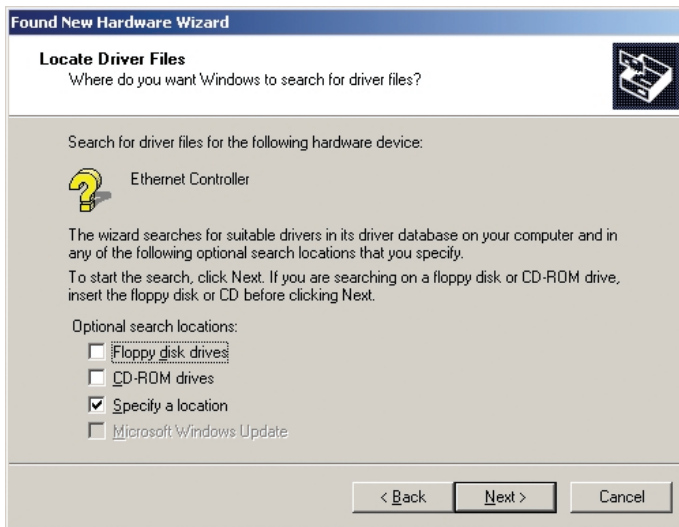 Found New Hardware Wizard
Locate Driver Files
Where do you want Windows to search for driver files?
Search for driver files for the following hardware device:
Ethernet Controller
The wizard searches for suitable drivers in its driver database on your computer and in
any of the following optional search locations that you specify.
To start the search, click Next. If you are searching on a floppy disk or CD-ROM drive,
insert the floppy disk or CD before clicking Next.
Optional search locations:
Floppy disk drives
CD-ROM drives
Specify a location
Microsoft Windows Update
< Back Next > Cancel